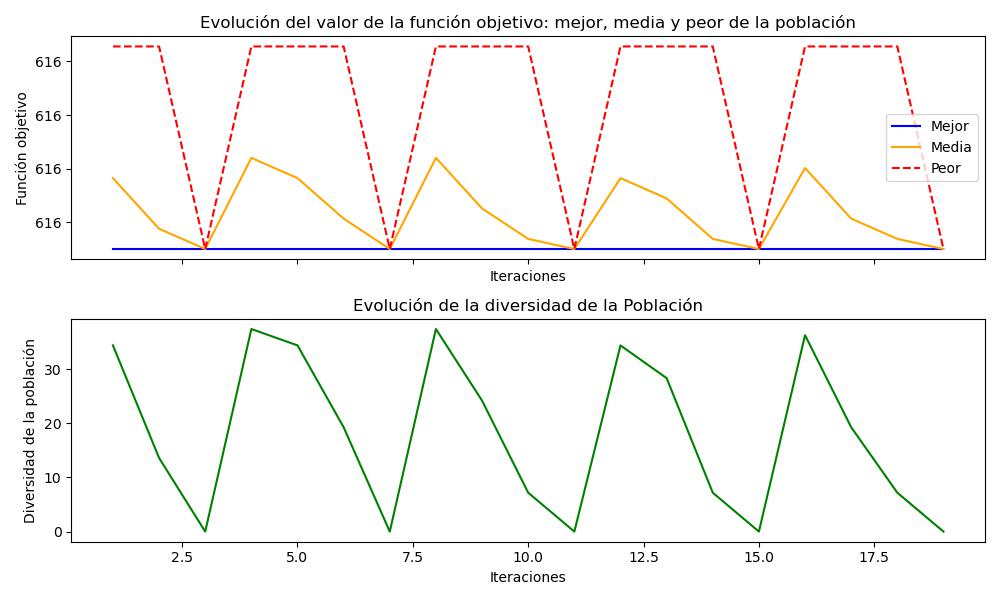 Evolución del valor de la función objetivo: mejor, media y peor de la población
Función objetivo
616
616
616
616
Mejor
Media
Peor
Iteraciones
Evolución de la diversidad de la Población
Diversidad de la población
30
20
10
0
2.5 5.0 7.5 10.0 12.5 15.0 17.5
Iteraciones